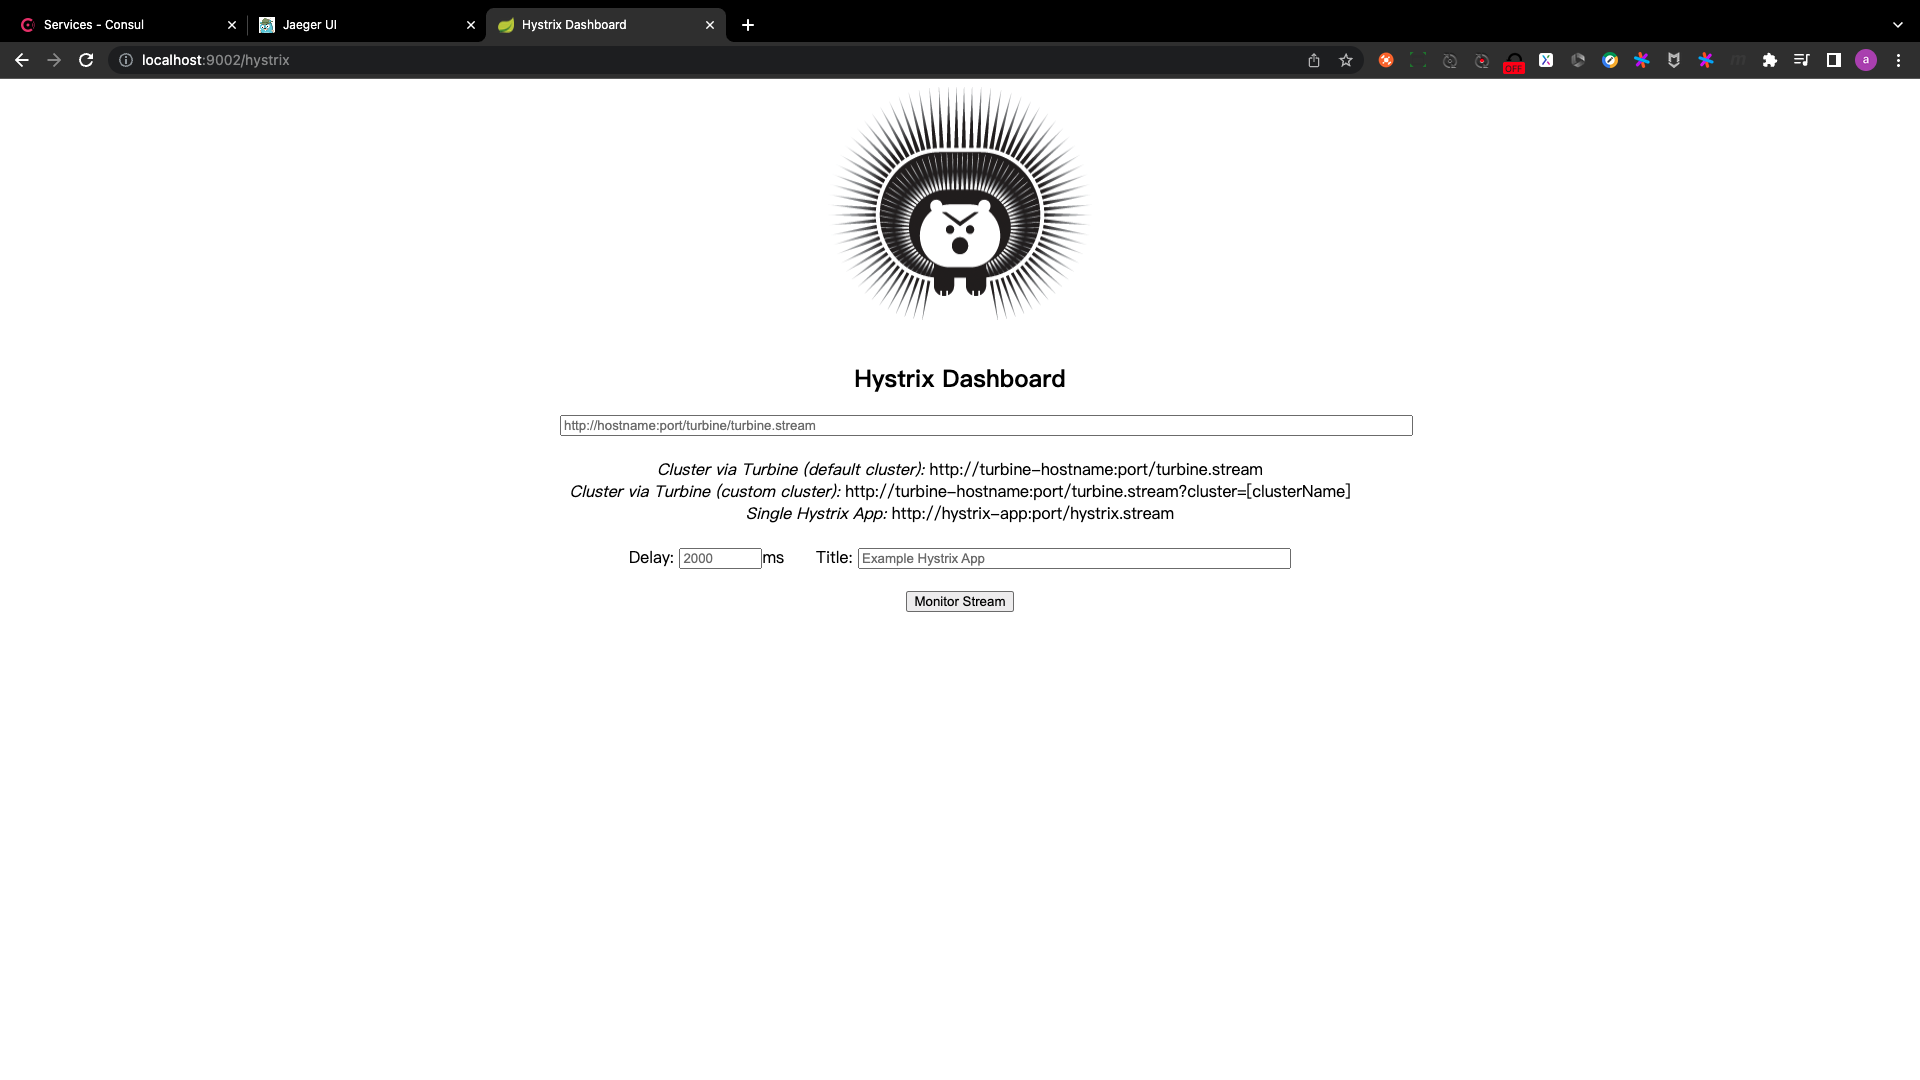 Services - Consul
Jaeger UI
Hystrix Dashboard
localhost:9002/hystrix
OFF
a
Hystrix Dashboard
http://hostname:port/turbine/turbine.stream
Cluster via Turbine (default cluster): http://turbine-hostname:port/turbine.stream
Cluster via Turbine (custom cluster): http://turbine-hostname:port/turbine.stream?cluster=[clusterName]
Single Hystrix App: http://hystrix-app:port/hystrix.stream
Delay: 2000 ms Title: Example Hystrix App
Monitor Stream